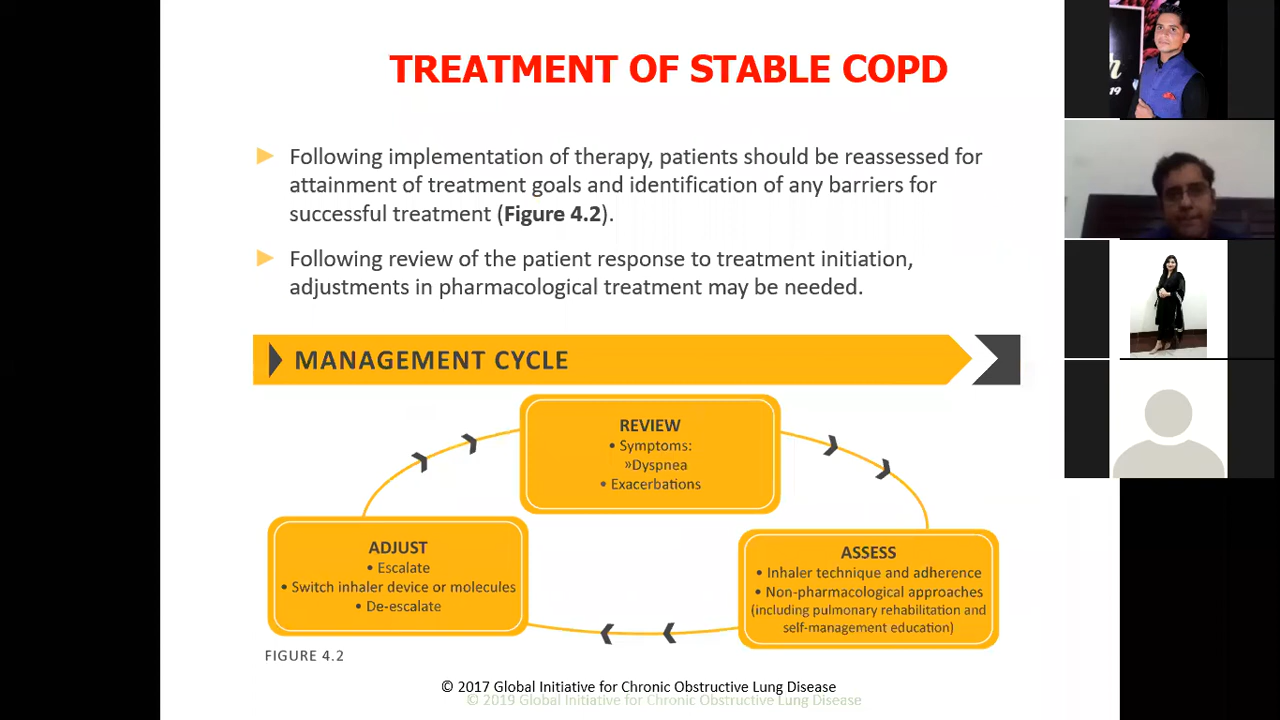 TREATMENT OF STABLE COPD
Following implementation of therapy, patients should be reassessed for
attainment of treatment goals and identification of any barriers for
successful treatment (Figure 4.2).
Following review of the patient response to treatment initiation,
adjustments in pharmacological treatment may be needed.
MANAGEMENT CYCLE
REVIEW
• Symptoms:
»Dyspnea
• Exacerbations
ADJUST
• Escalate
• Switch inhaler device or molecules
• De-escalate
ASSESS
• Inhaler technique and adherence
• Non-pharmacological approaches
(including pulmonary rehabilitation and
self-management education)
FIGURE 4.2
© 2017 Global Initiative for Chronic Obstructive Lung Disease
© 2019 Global Initiative for Chronic Obstructive Lung Disease
19